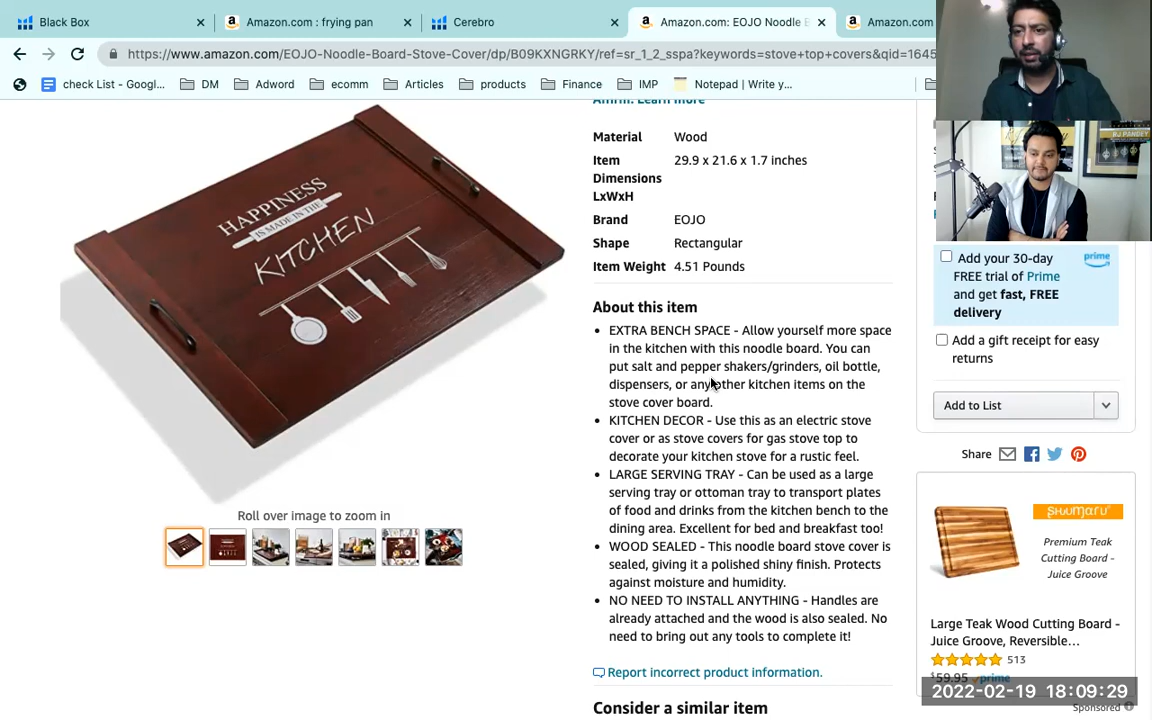 Black Box
Amazon.com : frying pan
Cerebro
Amazon.com: EOJO Noodle B
Amazon.com
https://www.amazon.com/EOJO-Noodle-Board-Stove-Cover/dp/B09KXNGRKY/ref=sr_1_2_sspa?keywords=stove+top+covers&qid=1645
check List - Googl...
DM
Adword
ecomm
Articles
products
Finance
IMP
Notepad | Write y...
Affirm. Learn more
Material Wood
Item Dimensions LxWxH 29.9 x 21.6 x 1.7 inches
Brand EOJO
Shape Rectangular
Item Weight 4.51 Pounds
About this item
• EXTRA BENCH SPACE - Allow yourself more space
in the kitchen with this noodle board. You can
put salt and pepper shakers/grinders, oil bottle,
dispensers, or any other kitchen items on the
stove cover board.
• KITCHEN DECOR - Use this as an electric stove
cover or as stove covers for gas stove top to
decorate your kitchen stove for a rustic feel.
• LARGE SERVING TRAY - Can be used as a large
serving tray or ottoman tray to transport plates
of food and drinks from the kitchen bench to the
dining area. Excellent for bed and breakfast too!
• WOOD SEALED - This noodle board stove cover is
sealed, giving it a polished shiny finish. Protects
against moisture and humidity.
• NO NEED TO INSTALL ANYTHING - Handles are
already attached and the wood is also sealed. No
need to bring out any tools to complete it!
Report incorrect product information.
Consider a similar item
HAPPINESS
IS MADE IN THE
KITCHEN
Roll over image to zoom in
RJ PANDEY
Add your 30-day
FREE trial of Prime
and get fast, FREE
delivery
prime
Add a gift receipt for easy
returns
Add to List
Share
Premium Teak
Cutting Board -
Juice Groove
Large Teak Wood Cutting Board -
Juice Groove, Reversible...
513
$59.95 prime
2022-02-19 18:09:29
Sponsored